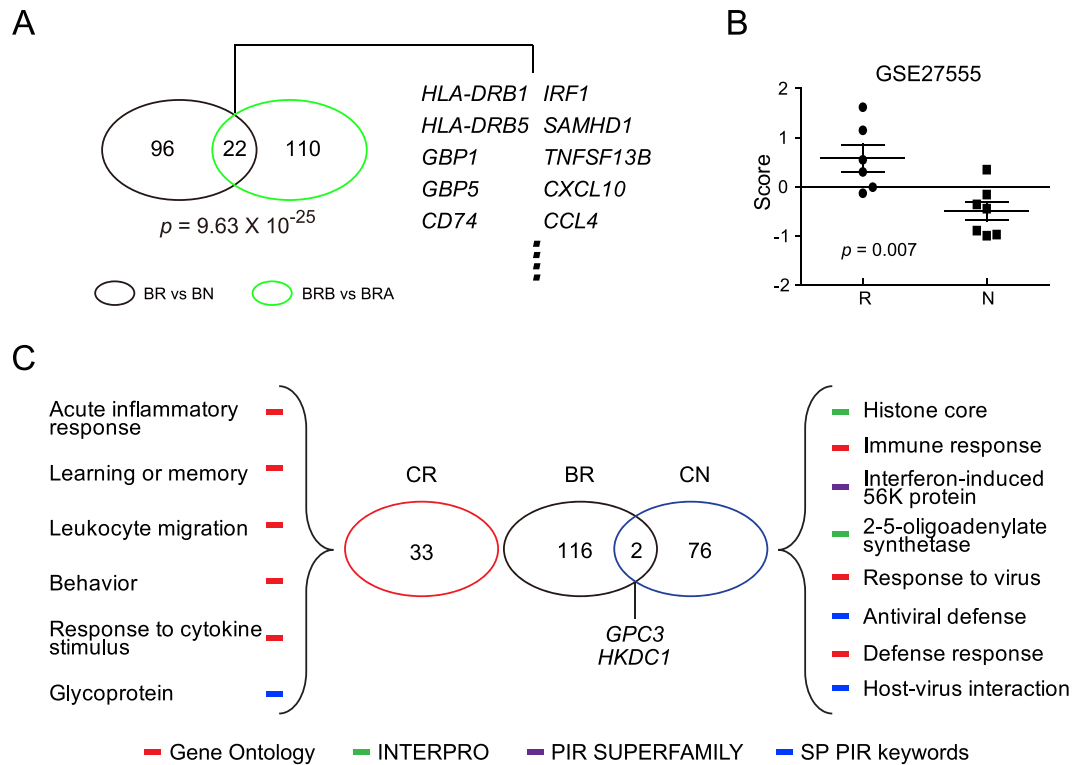 A
96 22 110
p = 9.63 X 10-25
BR vs BN BRB vs BRA
HLA-DRB1 IRF1
HLA-DRB5 SAMHD1
GBP1 TNFSF13B
GBP5 CXCL10
CD74 CCL4
B
GSE27555
Score
2
1
0
-1
-2
p = 0.007
R N
C
Acute inflammatory
response
Learning or memory
Leukocyte migration
Behavior
Response to cytokine
stimulus
Glycoprotein
CR BR CN
33 116 2 76
GPC3
HKDC1
Histone core
Immune response
Interferon-induced
56K protein
2-5-oligoadenylate
synthetase
Response to virus
Antiviral defense
Defense response
Host-virus interaction
Gene Ontology INTERPRO PIR SUPERFAMILY SP PIR keywords